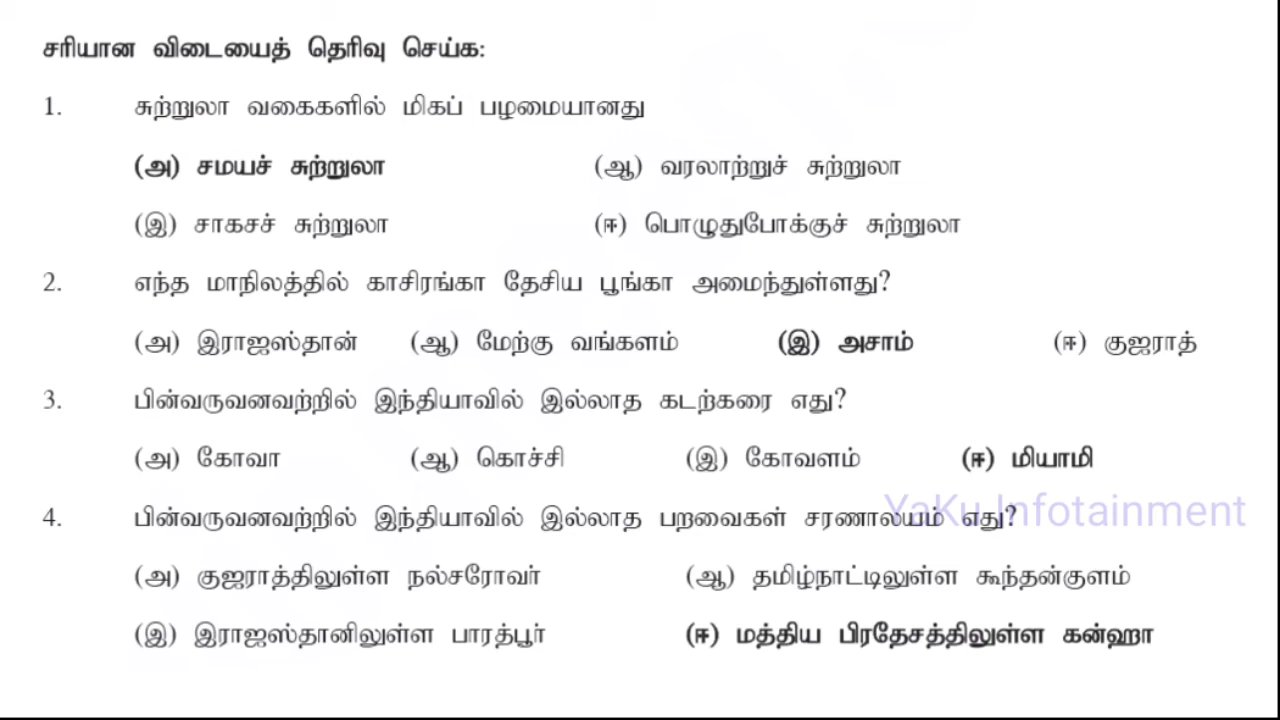 சரியான விடையைத் தெரிவு செய்க:
1. சுற்றுலா வகைகளில் மிகப் பழமையானது
(அ) சமயச் சுற்றுலா (ஆ) வரலாற்றுச் சுற்றுலா
(இ) சாகசச் சுற்றுலா (ஈ) பொழுதுபோக்குச் சுற்றுலா
2. எந்த மாநிலத்தில் காசிரங்கா தேசிய பூங்கா அமைந்துள்ளது?
(அ) இராஜஸ்தான் (ஆ) மேற்கு வங்களம் (இ) அசாம் (ஈ) குஜராத்
3. பின்வருவனவற்றில் இந்தியாவில் இல்லாத கடற்கரை எது?
(அ) கோவா (ஆ) கொச்சி (இ) கோவளம் (ஈ) மியாமி
YaKu Infotainment
4. பின்வருவனவற்றில் இந்தியாவில் இல்லாத பறவைகள் சரணாலயம் எது?
(அ) குஜராத்திலுள்ள நல்சரோவர் (ஆ) தமிழ்நாட்டிலுள்ள கூந்தன்குளம்
(இ) இராஜஸ்தானிலுள்ள பாரத்பூர் (ஈ) மத்திய பிரதேசத்திலுள்ள கன்ஹா